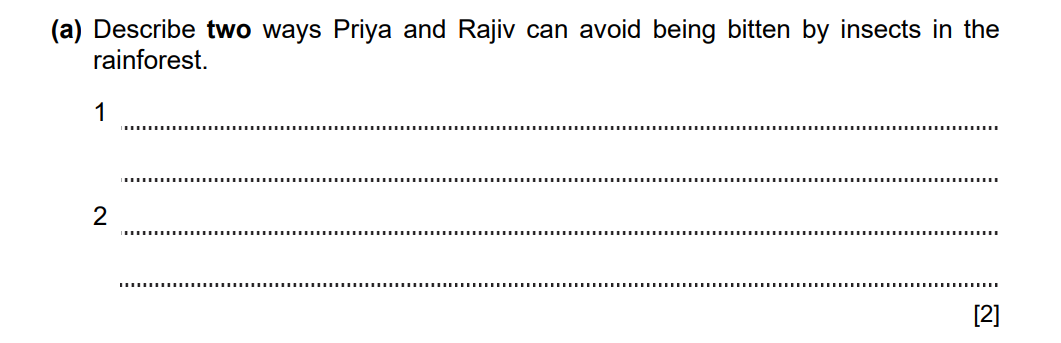 (a) Describe two ways Priya and Rajiv can avoid being bitten by insects in the
rainforest.
1
2
[2]